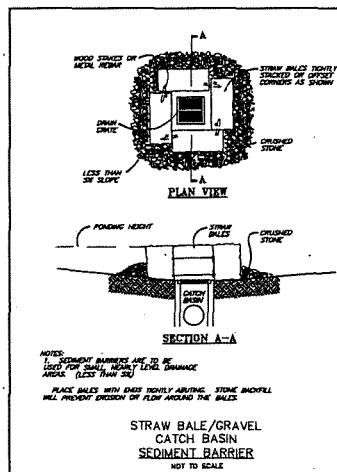 A
WOOD STAKES OR
METAL REBAR
STRAW BALES TIGHTLY
STACKED OR OFFSET
CORNERS AS SHOWN
DRAIN
GRATE
CRUSHED
STONE
LESS THAN
5% SLOPE
A
PLAN VIEW
PONDING HEIGHT
STRAW
BALES
CRUSHED
STONE
CATCH
BASIN
SECTION A-A
NOTES:
1. SEDIMENT BARRIERS ARE TO BE
USED FOR SMALL, NEARLY LEVEL DRAINAGE
AREAS. (LESS THAN 5%)
PLACE BALES WITH ENDS TIGHTLY ABUTING. STONE BACKFILL
WILL PREVENT EROSION OR FLOW AROUND THE BALES.
STRAW BALE/GRAVEL
CATCH BASIN
SEDIMENT BARRIER
NOT TO SCALE